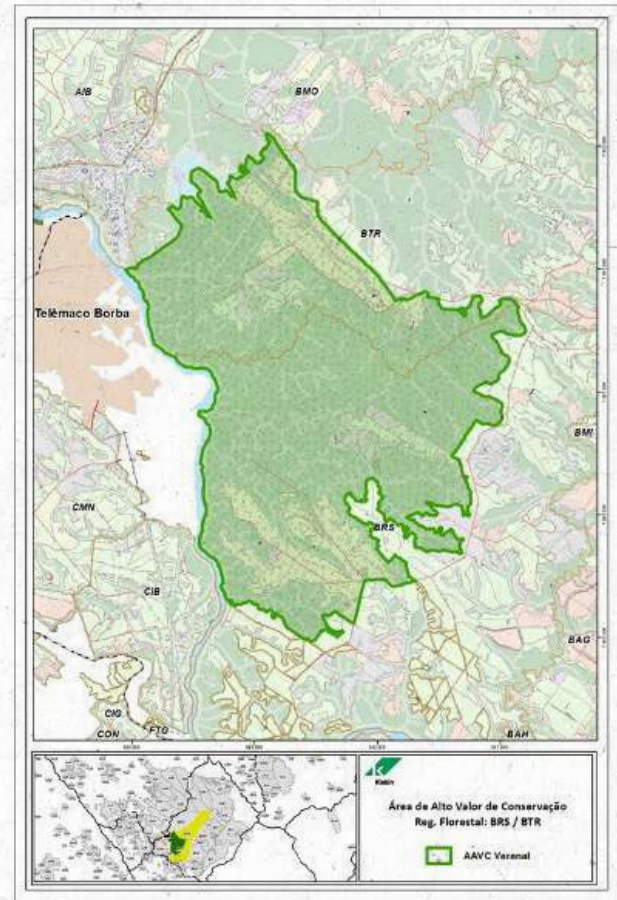 AIB
BMO
BTR
Telêmaco Borba
BMI
CMN
BRS
CIB
BAG
CIG
FTG
CON
BAH
Klabin
Área de Alto Valor de Conservação
Reg. Florestal: BRS / BTR
AAVC Varanal